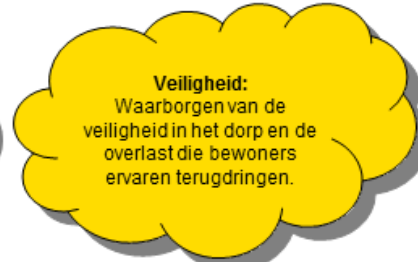 Veiligheid:
Waarborgen van de
veiligheid in het dorp en de
overlast die bewoners
ervaren terugdringen.